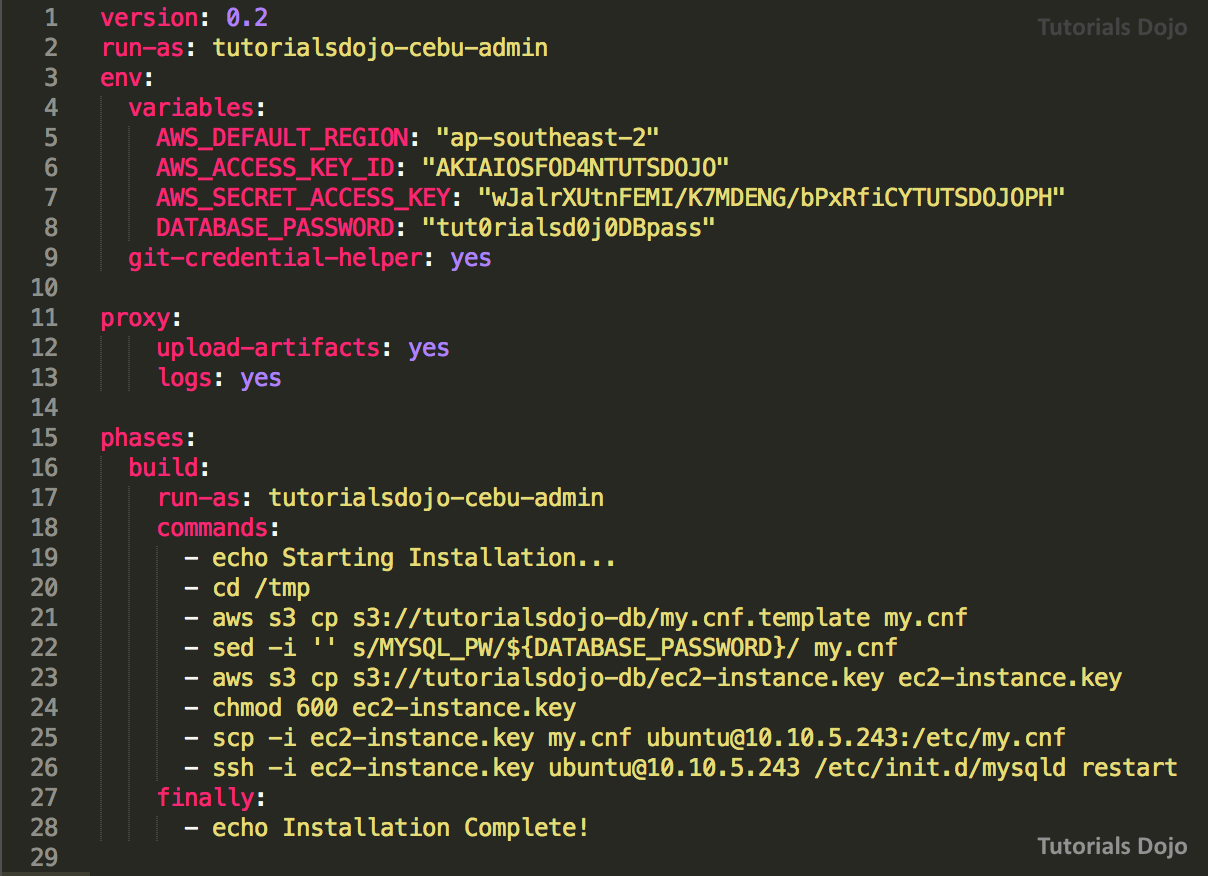 1 version: 0.2
Tutorials Dojo
2 run-as: tutorialsdojo-cebu-admin
3 env:
4 variables:
5 AWS_DEFAULT_REGION: "ap-southeast-2"
6 AWS_ACCESS_KEY_ID: "AKIAIOSFOD4NTUTSDOJO"
7 AWS_SECRET_ACCESS_KEY: "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"
8 DATABASE_PASSWORD: "tut0rialsd0j0DBpass"
9 git-credential-helper: yes
10
11 proxy:
12 upload-artifacts: yes
13 logs: yes
14
15 phases:
16 build:
17 run-as: tutorialsdojo-cebu-admin
18 commands:
19 - echo Starting Installation...
20 - cd /tmp
21 - aws s3 cp s3://tutorialsdojo-db/my.cnf.template my.cnf
22 - sed -i '' s/MYSQL_PW/${DATABASE_PASSWORD}/ my.cnf
23 - aws s3 cp s3://tutorialsdojo-db/ec2-instance.key ec2-instance.key
24 - chmod 600 ec2-instance.key
25 - scp -i ec2-instance.key my.cnf ubuntu@10.10.5.243:/etc/my.cnf
26 - ssh -i ec2-instance.key ubuntu@10.10.5.243 /etc/init.d/mysqld restart
27 finally:
28 - echo Installation Complete!
Tutorials Dojo
29